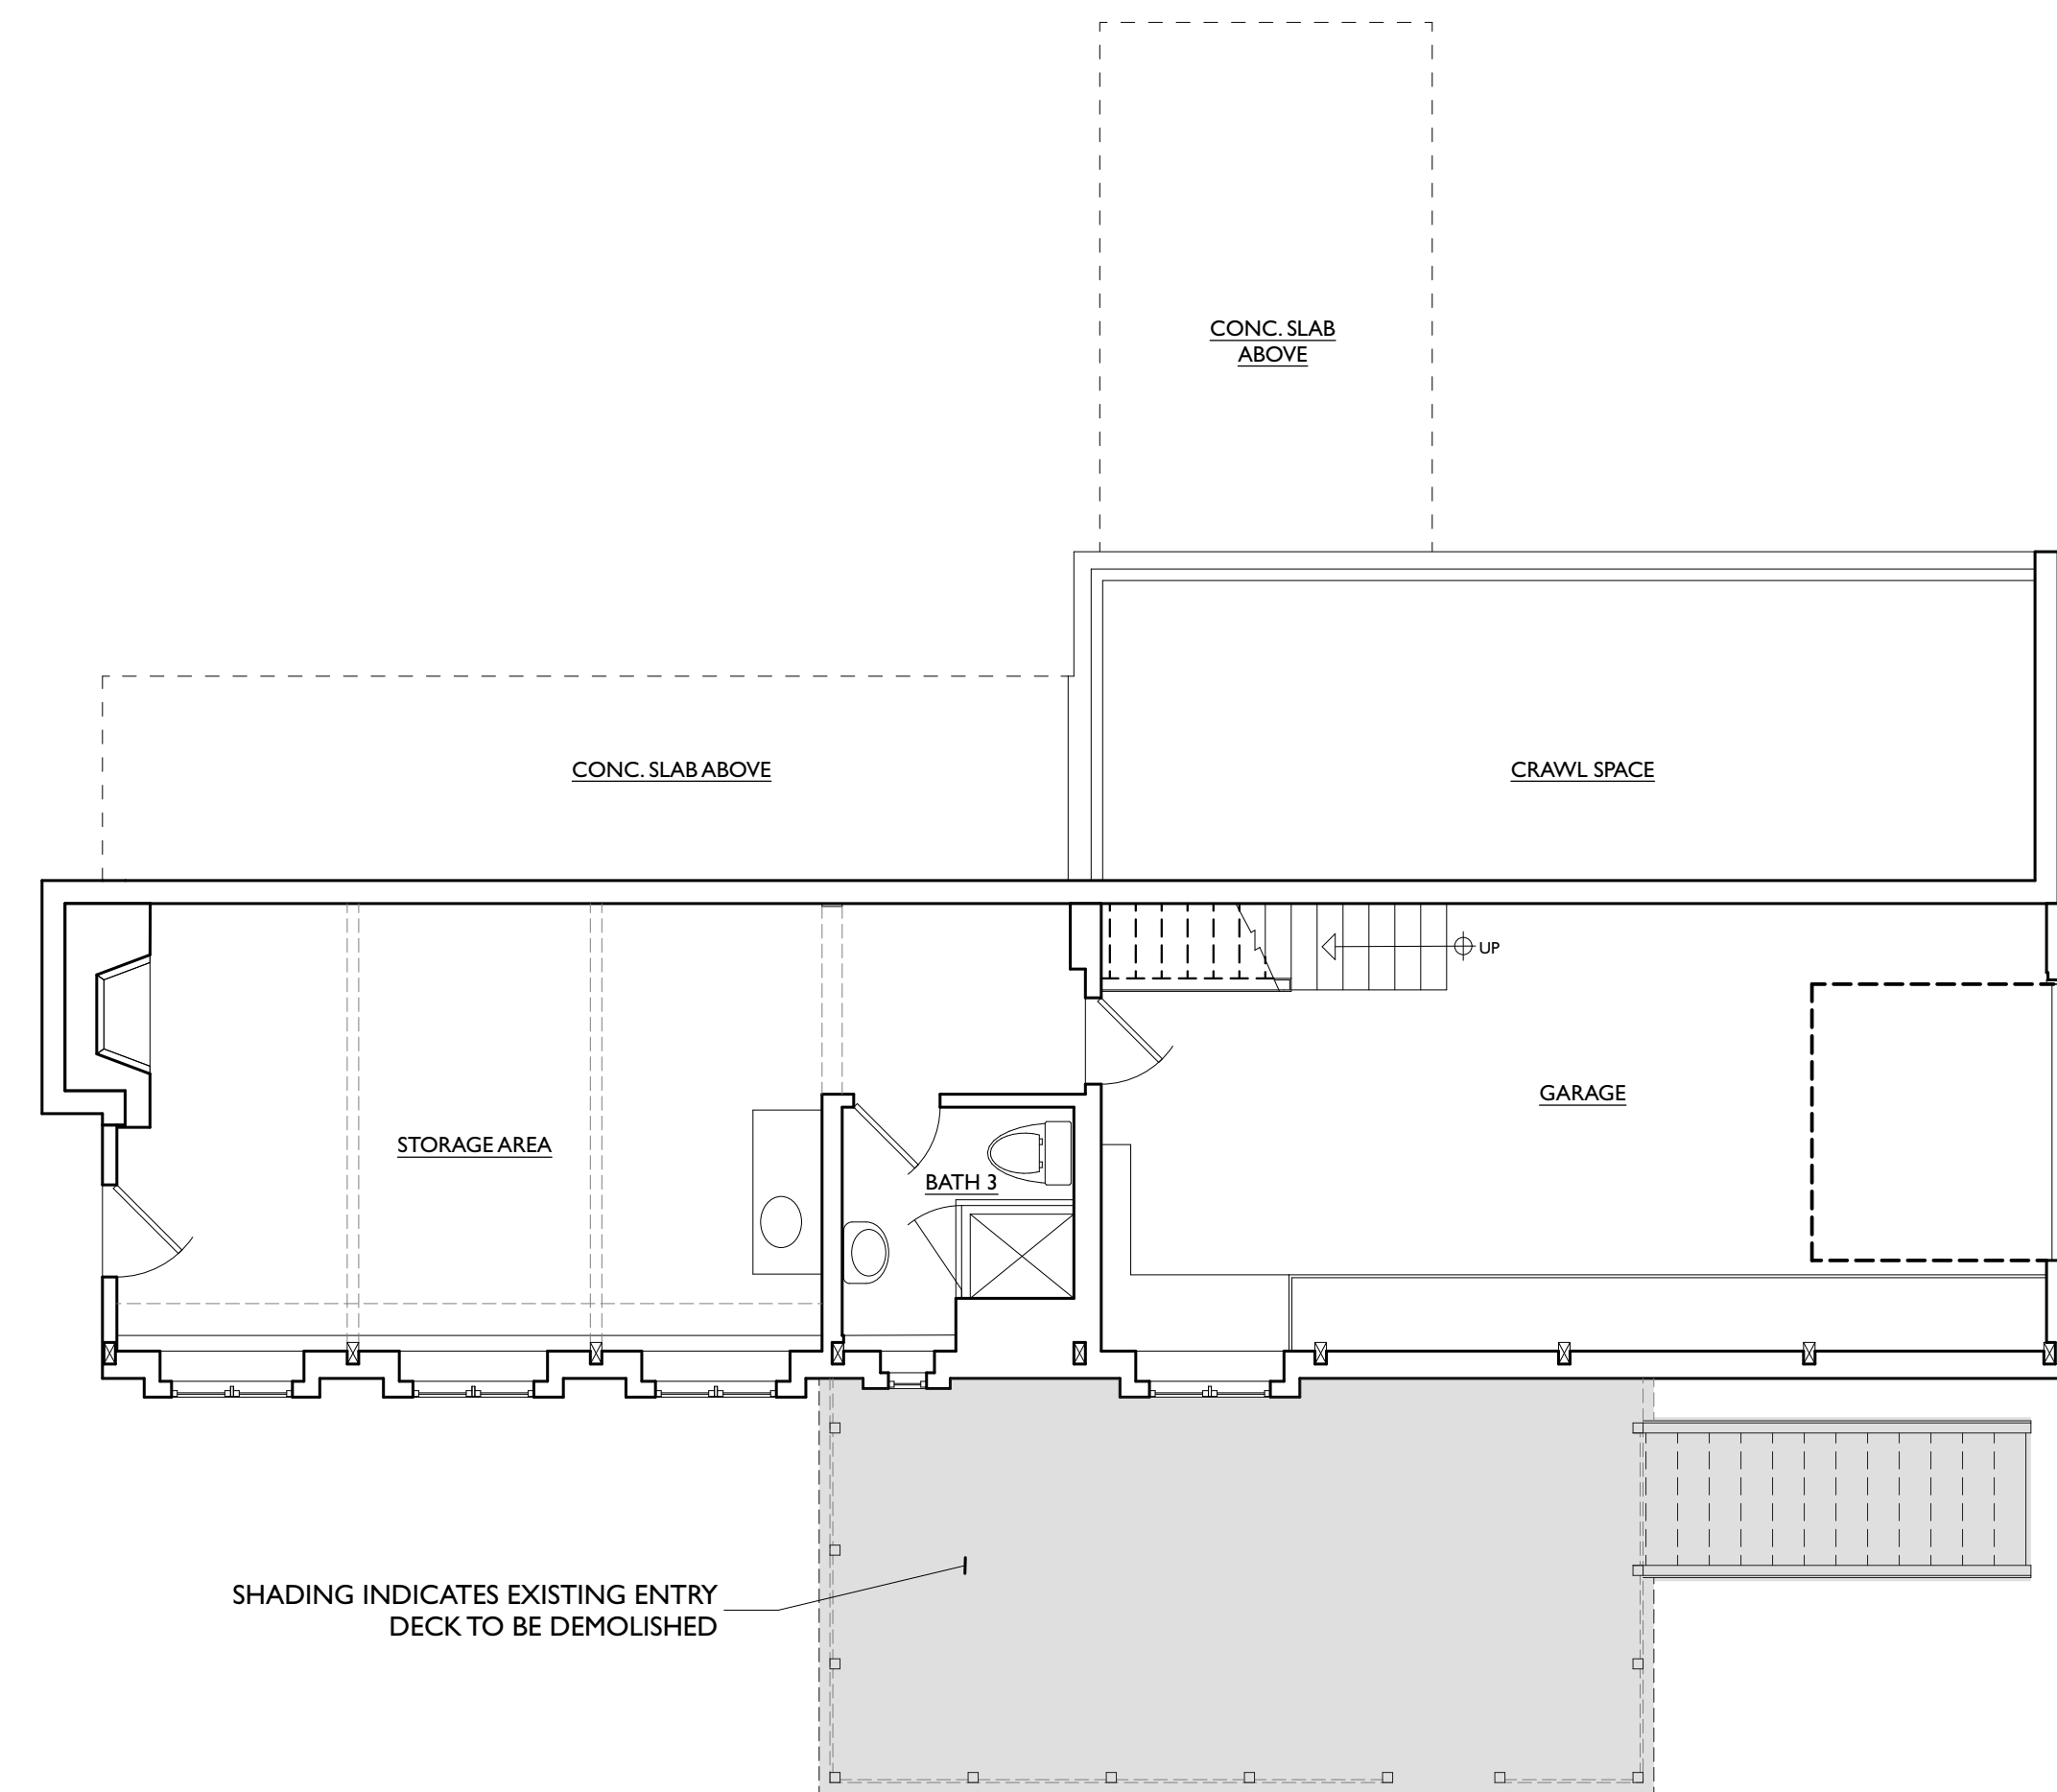 CONC. SLAB
ABOVE
CONC. SLAB ABOVE
CRAWL SPACE
UP
GARAGE
STORAGE AREA
BATH 3
SHADING INDICATES EXISTING ENTRY
DECK TO BE DEMOLISHED